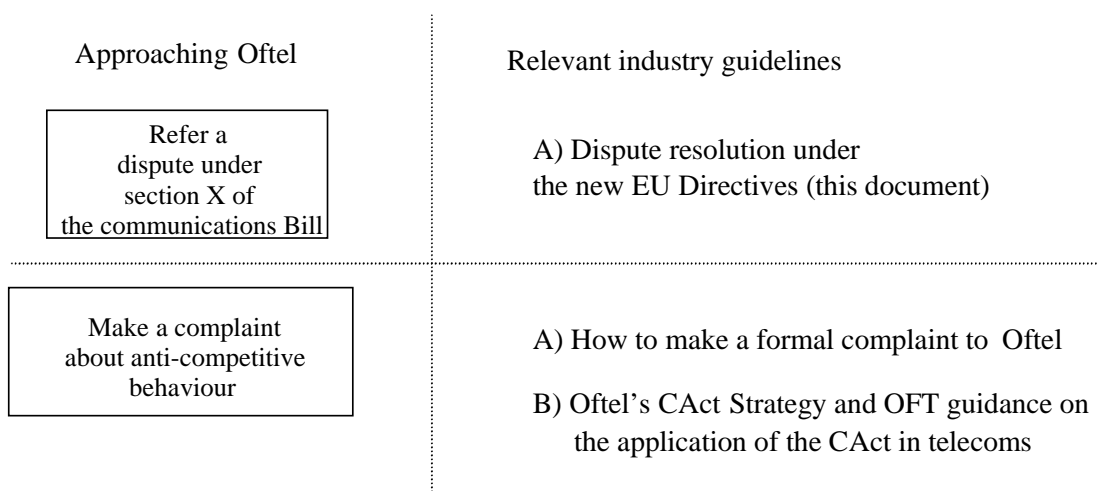 Approaching Oftel
Relevant industry guidelines
Refer a
dispute under
section X of
the communications Bill
A) Dispute resolution under
the new EU Directives (this document)
Make a complaint
about anti-competitive
behaviour
A) How to make a formal complaint to Oftel
B) Oftel’s CAct Strategy and OFT guidance on
the application of the CAct in telecoms